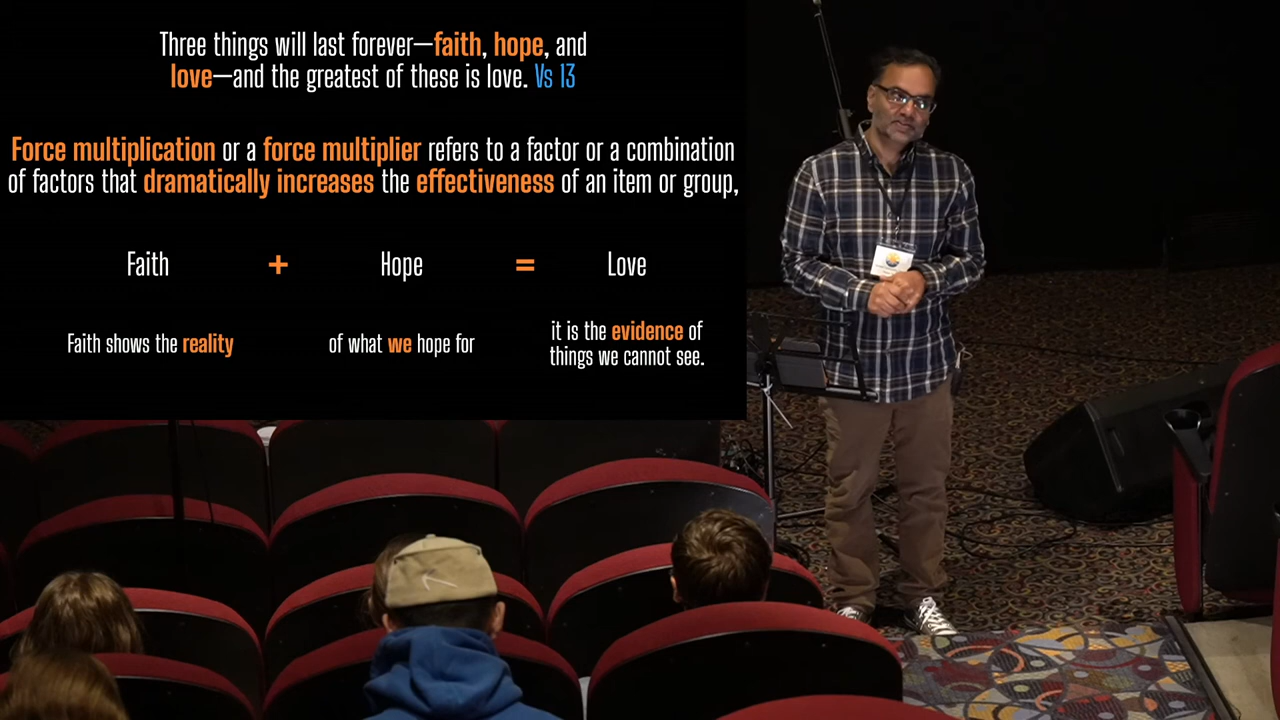 Three things will last forever—faith, hope, and
love—and the greatest of these is love. Vs 13
Force multiplication or a force multiplier refers to a factor or a combination
of factors that dramatically increases the effectiveness of an item or group,
Faith + Hope = Love
Faith shows the reality
of what we hope for
it is the evidence of
things we cannot see.